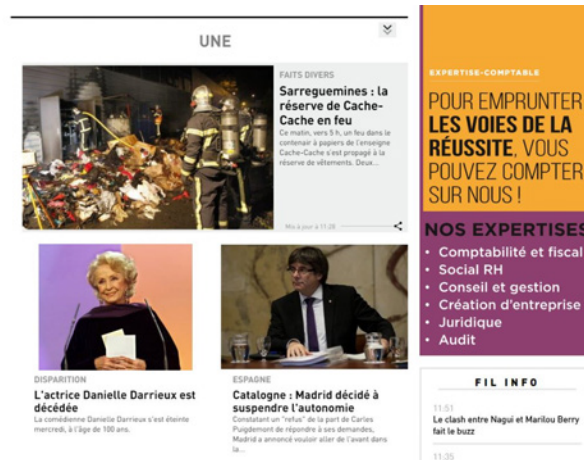 UNE
FAITS DIVERS
Sarreguemines : la
réserve de Cache-
Cache en feu
Ce matin, vers 5 h, un feu dans le
contenair à papiers de l'enseigne
Cache-Cache s'est propagé à la
réserve de vêtements. Deux...
Mis à jour à 11:28
DISPARITION
L'actrice Danielle Darrieux est
décédée
La comédienne Danielle Darrieux s'est éteinte
mercredi, à l'âge de 100 ans.
ESPAGNE
Catalogne : Madrid décidé à
suspendre l'autonomie
Constatant un "refus" de la part de Carles
Puigdemont de répondre à ses demandes,
Madrid a annoncé vouloir aller de l'avant dans
la...
EXPERTISE-COMPTABLE
POUR EMPRUNTER
LES VOIES DE LA
RÉUSSITE, VOUS
POUVEZ COMPTER
SUR NOUS !
NOS EXPERTISES
• Comptabilité et fiscal
• Social RH
• Conseil et gestion
• Création d'entreprise
• Juridique
• Audit
FIL INFO
11:51
Le clash entre Nagui et Marilou Berry
fait le buzz
11:35